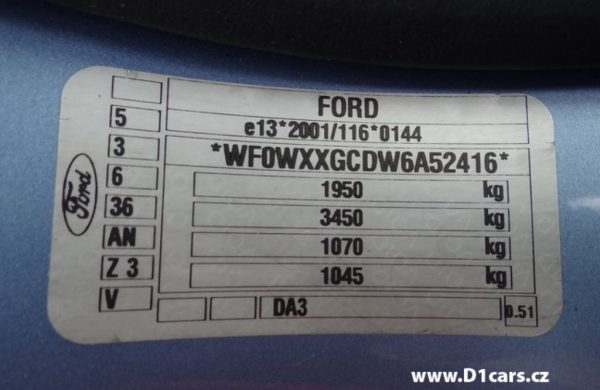 FORD
e13*2001/116*0144
*WF0WXXGCDW6A52416*
1950 kg
3450 kg
1070 kg
1045 kg
5
3
6
36
AN
Z 3
V
Ford
DA3
0.51
www.D1cars.cz